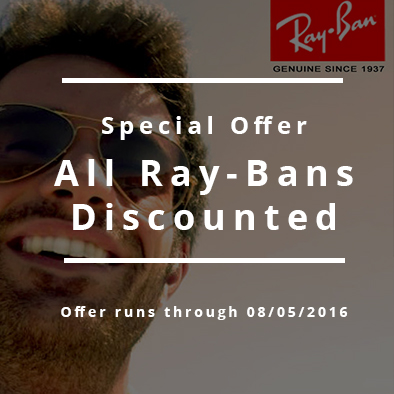 Ray-Ban
GENUINE SINCE 1937
Special Offer
All Ray-Bans
Discounted
Offer runs through 08/05/2016